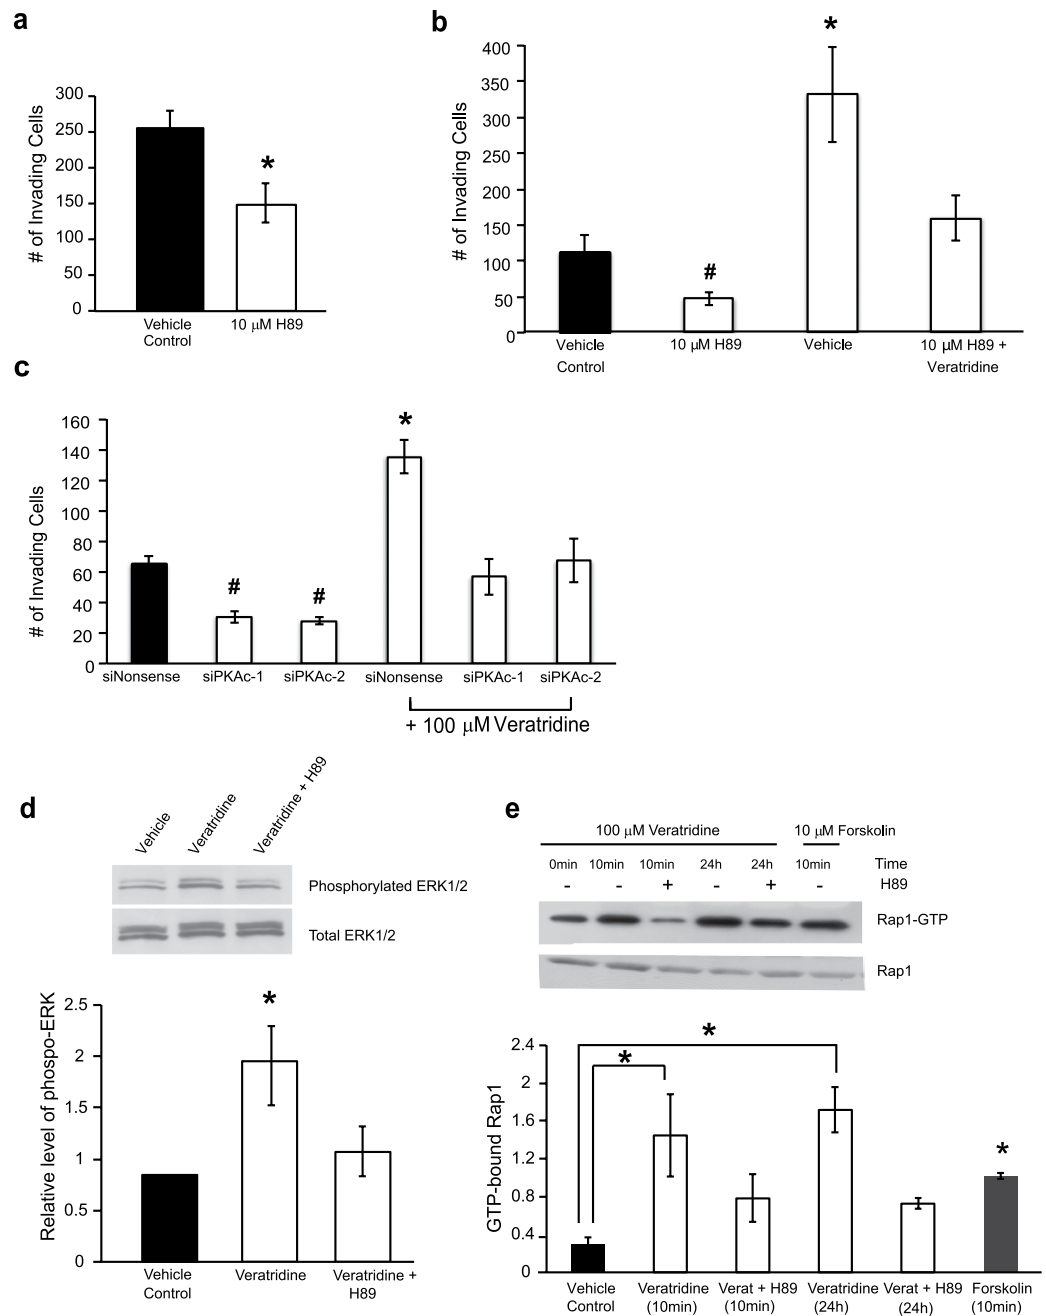 a
# of Invading Cells
300
250
200
150
100
50
0
*
Vehicle
Control
10 µM H89
b
# of Invading Cells
400
350
300
250
200
150
100
50
0
#
*
Vehicle
Control
10 µM H89
Vehicle
10 µM H89 +
Veratridine
c
# of Invading Cells
160
140
120
100
80
60
40
20
0
#
#
*
siNonsense
siPKAc-1
siPKAc-2
siNonsense
siPKAc-1
siPKAc-2
+ 100 µM Veratridine
d
Vehicle
Veratridine
Veratridine + H89
Phosphorylated ERK1/2
Total ERK1/2
Relative level of phospo-ERK
2.5
2
1.5
1
0.5
0
*
Vehicle
Control
Veratridine
Veratridine +
H89
e
100 µM Veratridine
10 µM Forskolin
0min 10min 10min 24h 24h 10min Time
- - + - + - H89
Rap1-GTP
Rap1
GTP-bound Rap1
2.4
2
1.6
1.2
0.8
0.4
0
*
*
*
Vehicle
Control
Veratridine
(10min)
Verat + H89
(10min)
Veratridine
(24h)
Verat + H89
(24h)
Forskolin
(10min)